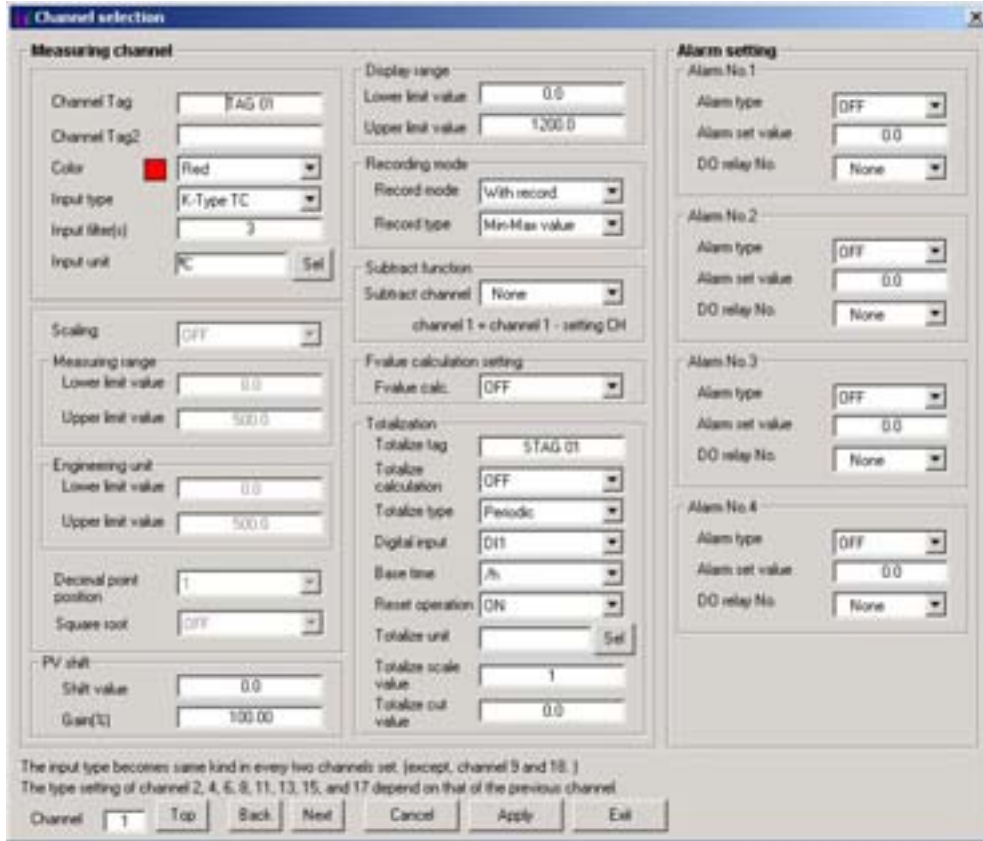 Channel selection
Measuring channel
Channel Tag TAG 01
Channel Tag2
Color Red
Input type K-Type TC
Input filter(s) 3
Input unit °C Sel
Scaling OFF
Measuring range
Lower limit value 0.0
Upper limit value 500.0
Engineering unit
Lower limit value 0.0
Upper limit value 500.0
Decimal point position 1
Square root OFF
PV shift
Shift value 0.0
Gain(%) 100.00
Display range
Lower limit value 0.0
Upper limit value 1200.0
Recording mode
Record mode With record
Record type Min-Max value
Subtract function
Subtract channel None
channel 1 = channel 1 - setting CH
Fvalue calculation setting
Fvalue calc. OFF
Totalization
Totalize tag STAG 01
Totalize calculation OFF
Totalize type Periodic
Digital input DI1
Base time /h
Reset operation ON
Totalize unit Sel
Totalize scale value 1
Totalize cut value 0.0
Alarm setting
Alarm No.1
Alarm type OFF
Alarm set value 0.0
DO relay No. None
Alarm No.2
Alarm type OFF
Alarm set value 0.0
DO relay No. None
Alarm No.3
Alarm type OFF
Alarm set value 0.0
DO relay No. None
Alarm No.4
Alarm type OFF
Alarm set value 0.0
DO relay No. None
The input type becomes same kind in every two channels set. (except, channel 9 and 18. )
The type setting of channel 2, 4, 6, 8, 11, 13, 15, and 17 depend on that of the previous channel.
Channel 1 Top Back Next Cancel Apply Exit